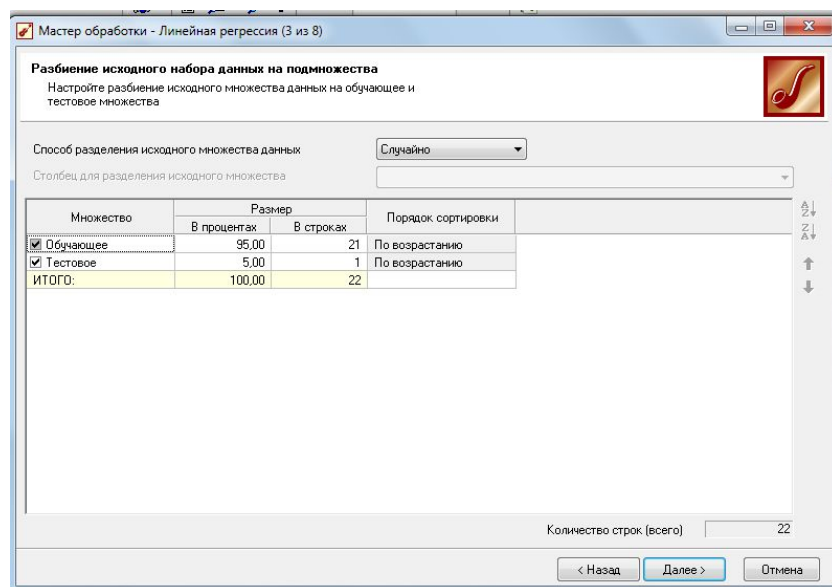 Мастер обработки - Линейная регрессия (3 из 8)
Разбиение исходного набора данных на подмножества
Настройте разбиение исходного множества данных на обучающее и
тестовое множества
Способ разделения исходного множества данных
Случайно
Столбец для разделения исходного множества
Множество
Размер
В процентах
В строках
Порядок сортировки
Обучающее 95,00 21 По возрастанию
Тестовое 5,00 1 По возрастанию
ИТОГО: 100,00 22
Количество строк (всего) 22
< Назад Далее > Отмена